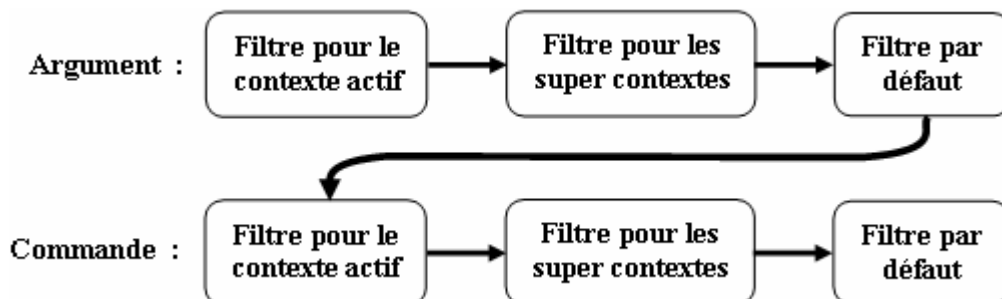 Argument :
Filtre pour le
contexte actif
Filtre pour les
super contextes
Filtre par
défaut
Commande :
Filtre pour le
contexte actif
Filtre pour les
super contextes
Filtre par
défaut